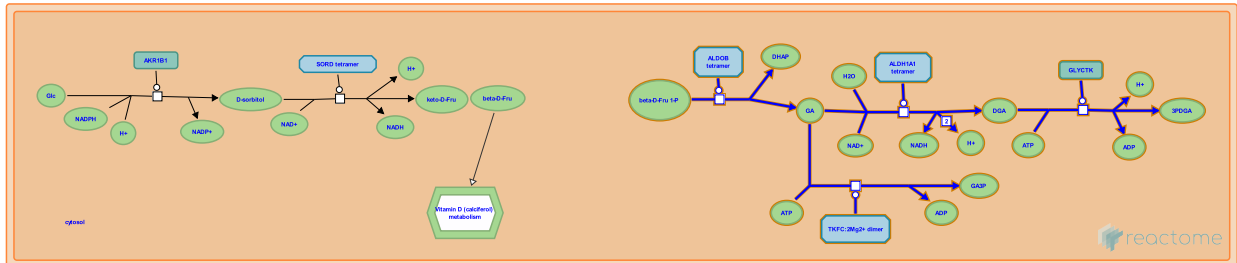 AKR1B1
Glc
NADPH
H+
NADP+
D-sorbitol
SORD tetramer
NAD+
H+
NADH
keto-D-Fru
beta-D-Fru
Vitamin D (calciferol)
metabolism
cytosol
beta-D-Fru 1-P
ALDOB
tetramer
DHAP
GA
H2O
NAD+
ALDH1A1
tetramer
NADH
2
H+
DGA
ATP
GLYCTK
H+
ADP
3PDGA
ATP
TKFC:2Mg2+ dimer
ADP
GA3P
reactome